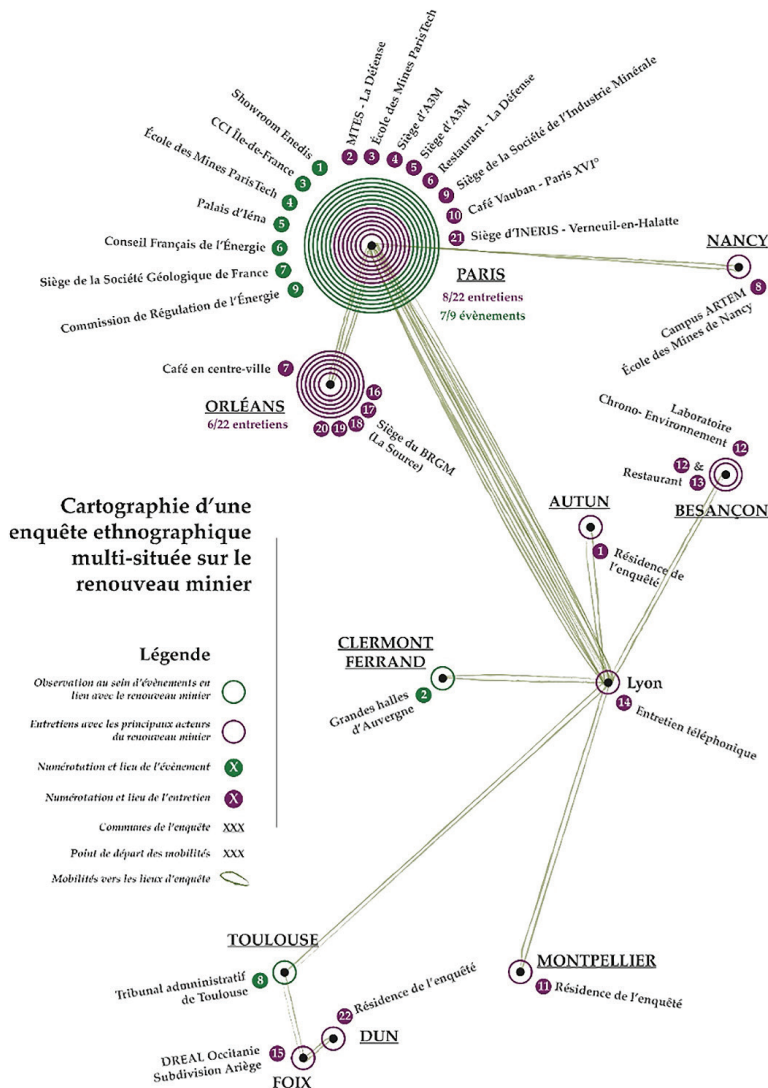 Showroom Enedis
1
CCI Île-de-France
3
École des Mines ParisTech
4
Palais d'Iéna
5
Conseil Français de l'Énergie
6
Siège de la Société Géologique de France
7
Commission de Régulation de l'Énergie
9
MTES - La Défense
2
École des Mines ParisTech
3
Siège d'A3M
4
Siège d'A3M
5
Restaurant - La Défense
6
Siège de la Société de l'Industrie Minérale
9
Café Vauban - Paris XVI°
10
Siège d'INERIS - Verneuil-en-Halatte
21
PARIS
8/22 entretiens
7/9 évènements
NANCY
8
Campus ARTEM
École des Mines de Nancy
Café en centre-ville
7
ORLÉANS
6/22 entretiens
16
17
18
19
20
Siège du BRGM
(La Source)
Laboratoire
Chrono- Environnement
12
12 &
Restaurant 13
BESANÇON
AUTUN
1
Résidence de
l'enquêté
Cartographie d'une
enquête ethnographique
multi-située sur le
renouveau minier
CLERMONT
FERRAND
2
Grandes halles
d'Auvergne
Lyon
14
Entretien téléphonique
Légende
Observation au sein d'évènements en
lien avec le renouveau minier
Entretiens avec les principaux acteurs
du renouveau minier
Numérotation et lieu de l'évènement
X
Numérotation et lieu de l'entretien
X
Communes de l'enquête
XXX
Point de départ des mobilités
XXX
Mobilités vers les lieux d'enquête
TOULOUSE
Tribunal administratif
de Toulouse
8
MONTPELLIER
11
Résidence de l'enquêté
22
Résidence de l'enquêté
DUN
DREAL Occitanie
Subdivision Ariège
15
FOIX